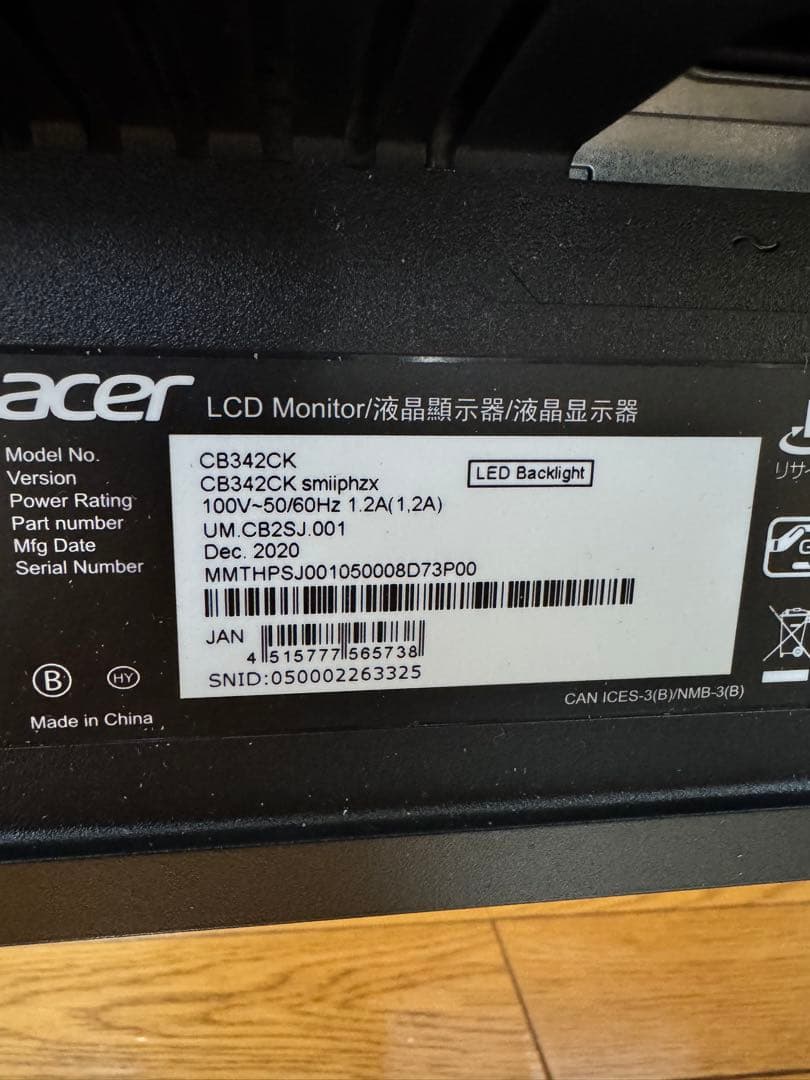 acer LCD Monitor/液晶顯示器/液晶显示器
Model No. CB342CK
LED Backlight
Version CB342CK smiiphzx
Power Rating 100V~50/60Hz 1.2A(1,2A)
Part number UM.CB2SJ.001
Mfg Date Dec. 2020
Serial Number MMTHPSJ001050008D73P00
JAN
4 515777 565738
SNID:050002263325
B HY
Made in China
CAN ICES-3(B)/NMB-3(B)
リサイ
G